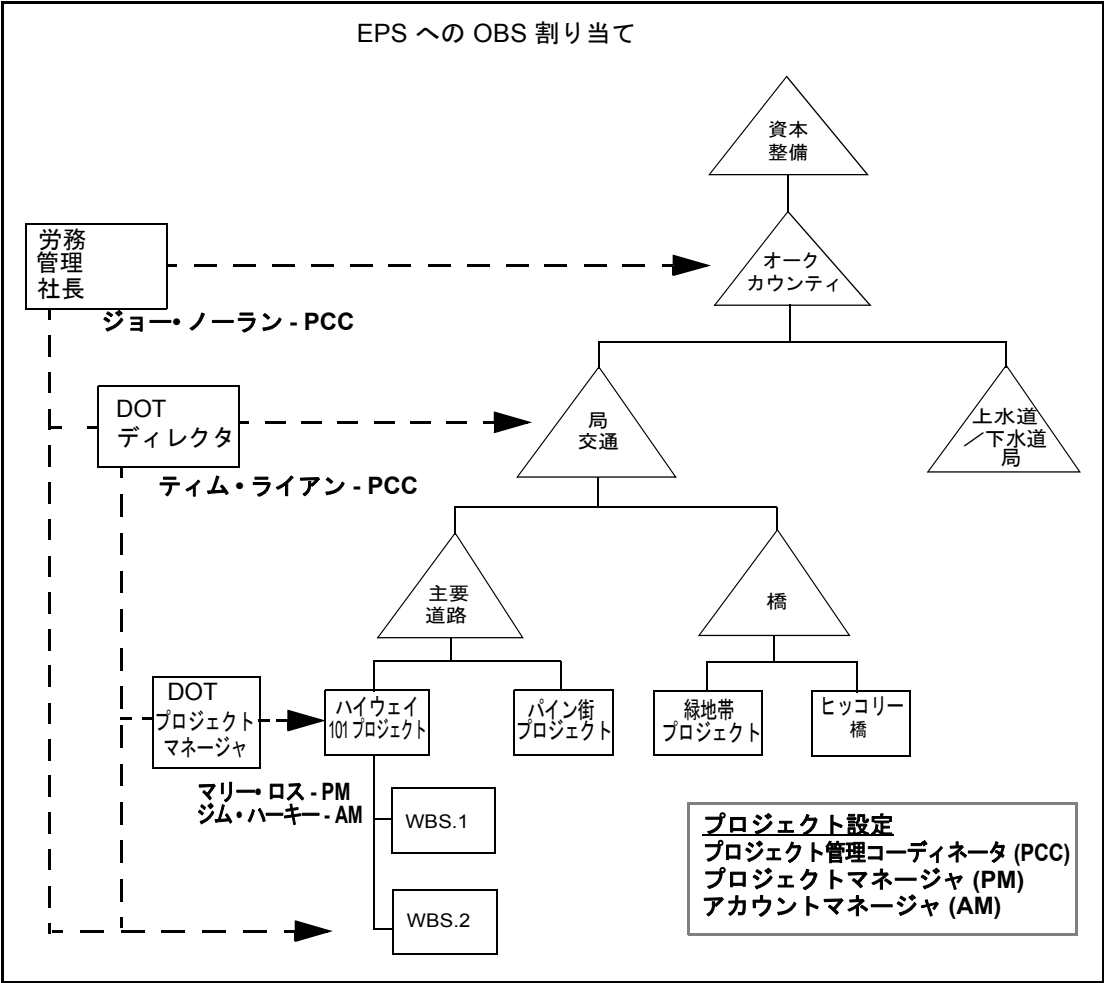 EPS への OBS 割り当て
資本
整備
オーク
カウンティ
労務
管理
社長
ジョー・ノーラン - PCC
DOT
ディレクタ
ティム・ライアン - PCC
局
交通
上水道
／下水道
局
主要
道路
橋
DOT
プロジェクト
マネージャ
ハイウェイ
101 プロジェクト
パイン街
プロジェクト
緑地帯
プロジェクト
ヒッコリー
橋
マリー・ロス - PM
ジム・ハーキー - AM
WBS.1
WBS.2
プロジェクト設定
プロジェクト管理コーディネータ (PCC)
プロジェクトマネージャ (PM)
アカウントマネージャ (AM)